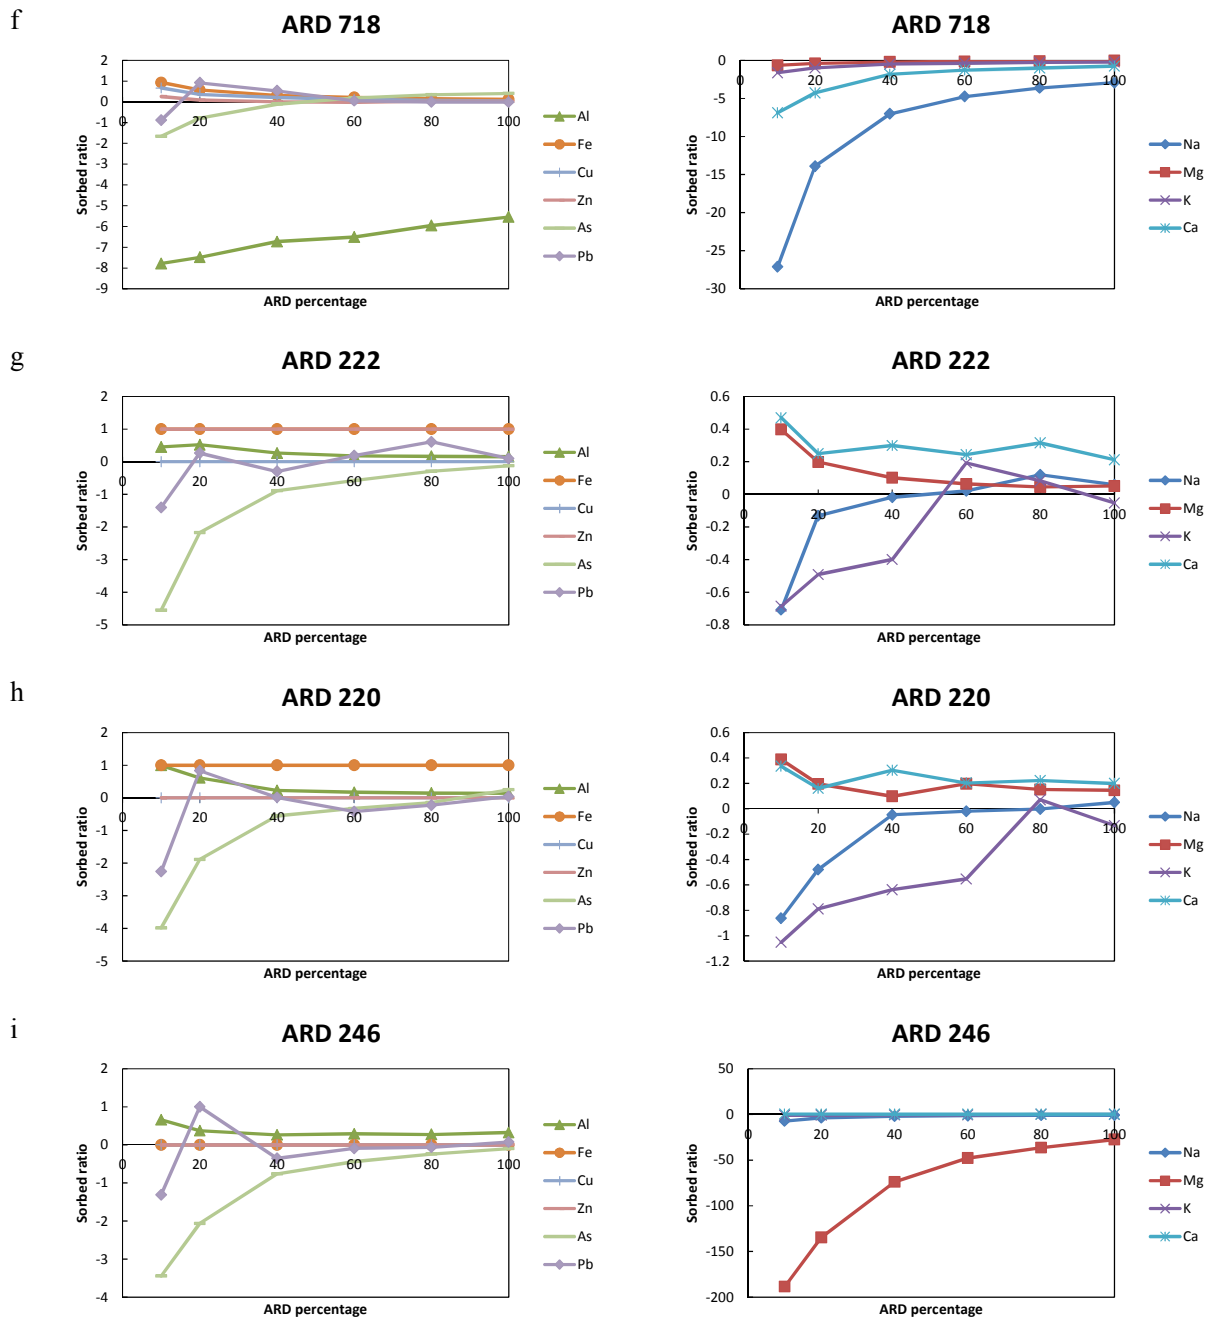 f
ARD 718
2
1
0
-1
-2
-3
-4
-5
-6
-7
-8
-9
0
20
40
60
80
100
Sorbed ratio
ARD percentage
Al
Fe
Cu
Zn
As
Pb
ARD 718
0
-5
-10
-15
-20
-25
-30
0
20
40
60
80
100
Sorbed ratio
ARD percentage
Na
Mg
K
Ca
g
ARD 222
2
1
0
-1
-2
-3
-4
-5
0
20
40
60
80
100
Sorbed ratio
ARD percentage
Al
Fe
Cu
Zn
As
Pb
ARD 222
0.6
0.4
0.2
0
-0.2
-0.4
-0.6
-0.8
0
20
40
60
80
100
Sorbed ratio
ARD percentage
Na
Mg
K
Ca
h
ARD 220
2
1
0
-1
-2
-3
-4
-5
0
20
40
60
80
100
Sorbed ratio
ARD percentage
Al
Fe
Cu
Zn
As
Pb
ARD 220
0.6
0.4
0.2
0
-0.2
-0.4
-0.6
-0.8
-1
-1.2
0
20
40
60
80
100
Sorbed ratio
ARD percentage
Na
Mg
K
Ca
i
ARD 246
2
1
0
-1
-2
-3
-4
0
20
40
60
80
100
Sorbed ratio
ARD percentage
Al
Fe
Cu
Zn
As
Pb
ARD 246
50
0
-50
-100
-150
-200
0
20
40
60
80
100
Sorbed ratio
ARD percentage
Na
Mg
K
Ca